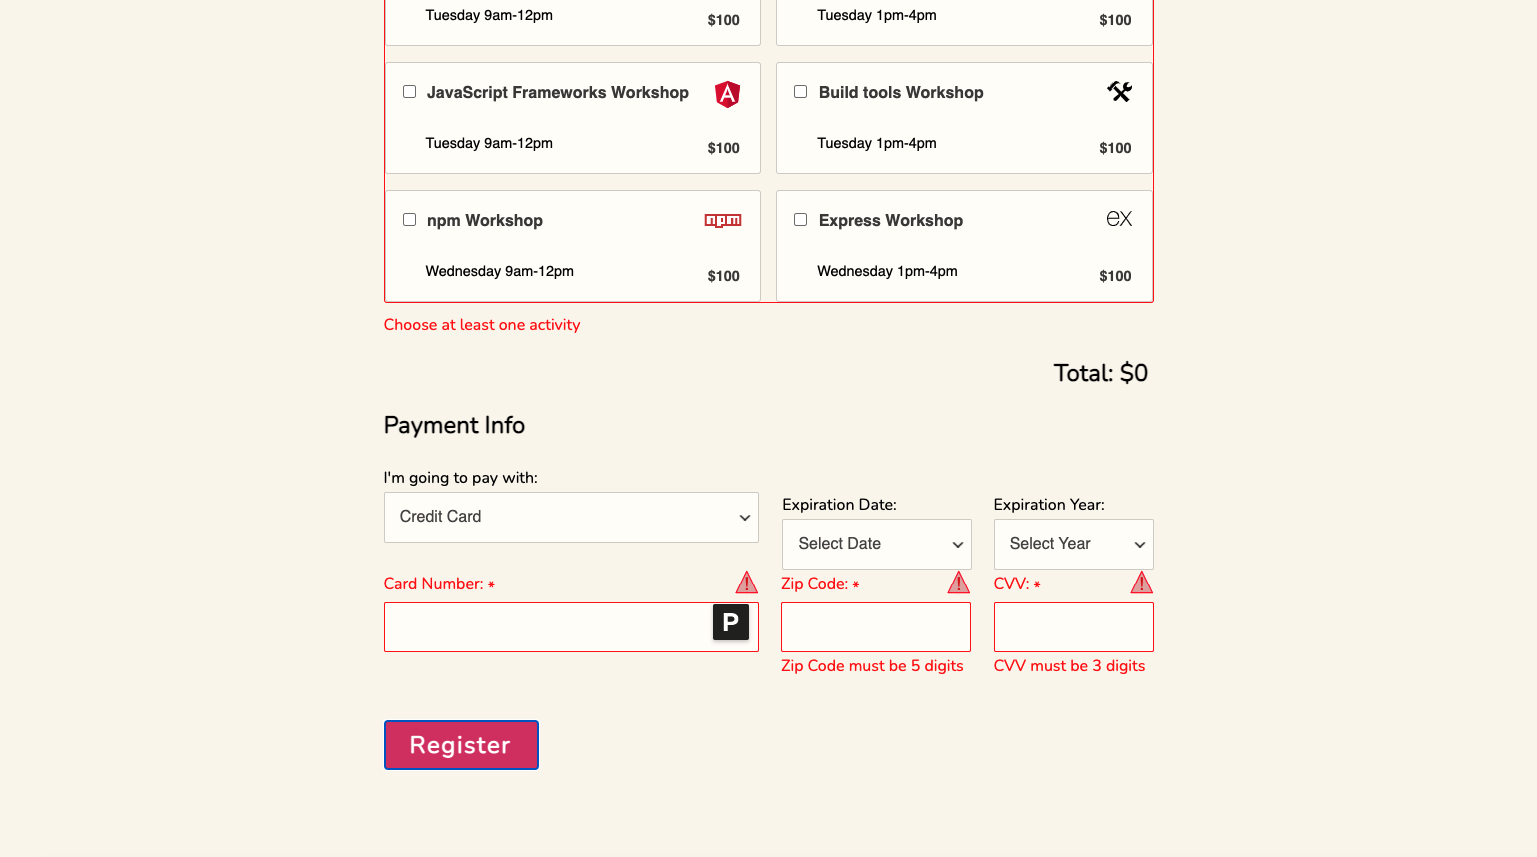 Tuesday 9am-12pm
$100
Tuesday 1pm-4pm
$100
JavaScript Frameworks Workshop
Tuesday 9am-12pm
$100
Build tools Workshop
Tuesday 1pm-4pm
$100
npm Workshop
npm
Wednesday 9am-12pm
$100
Express Workshop
ex
Wednesday 1pm-4pm
$100
Choose at least one activity
Total: $0
Payment Info
I'm going to pay with:
Credit Card
Expiration Date:
Select Date
Expiration Year:
Select Year
Card Number: *
P
Zip Code: *
Zip Code must be 5 digits
CVV: *
CVV must be 3 digits
Register